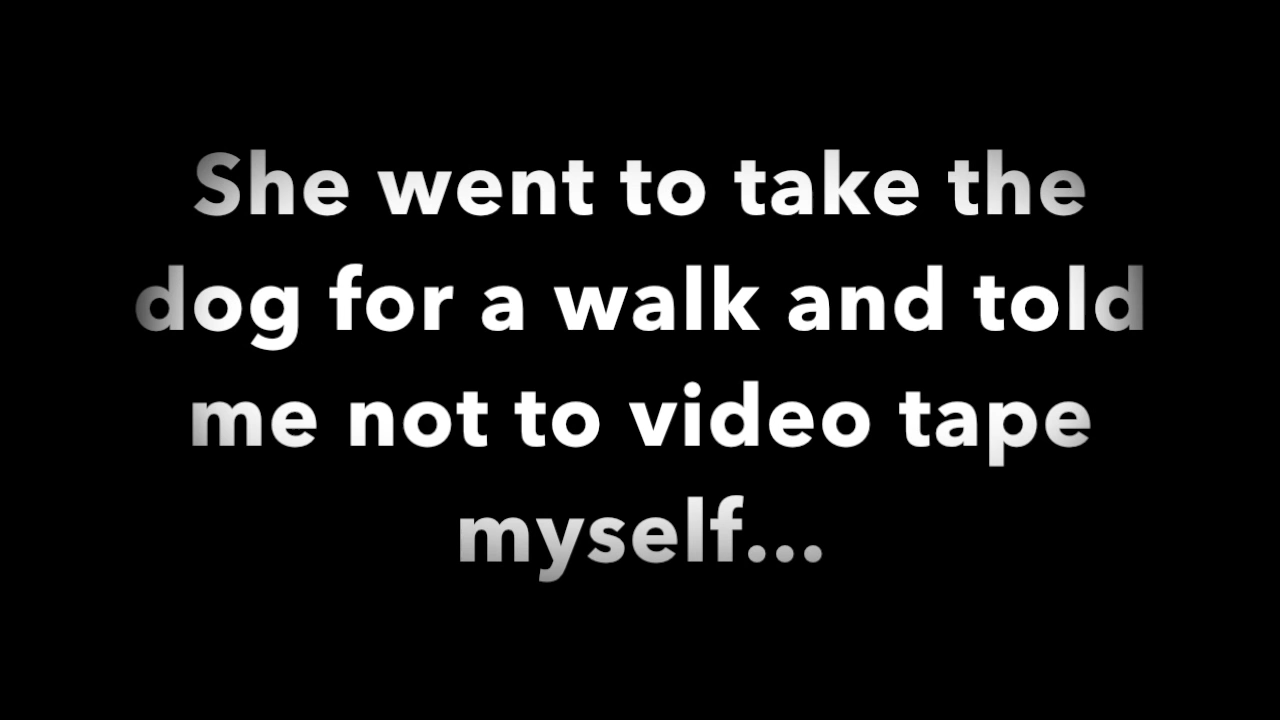 She went to take the
dog for a walk and told
me not to video tape
myself...